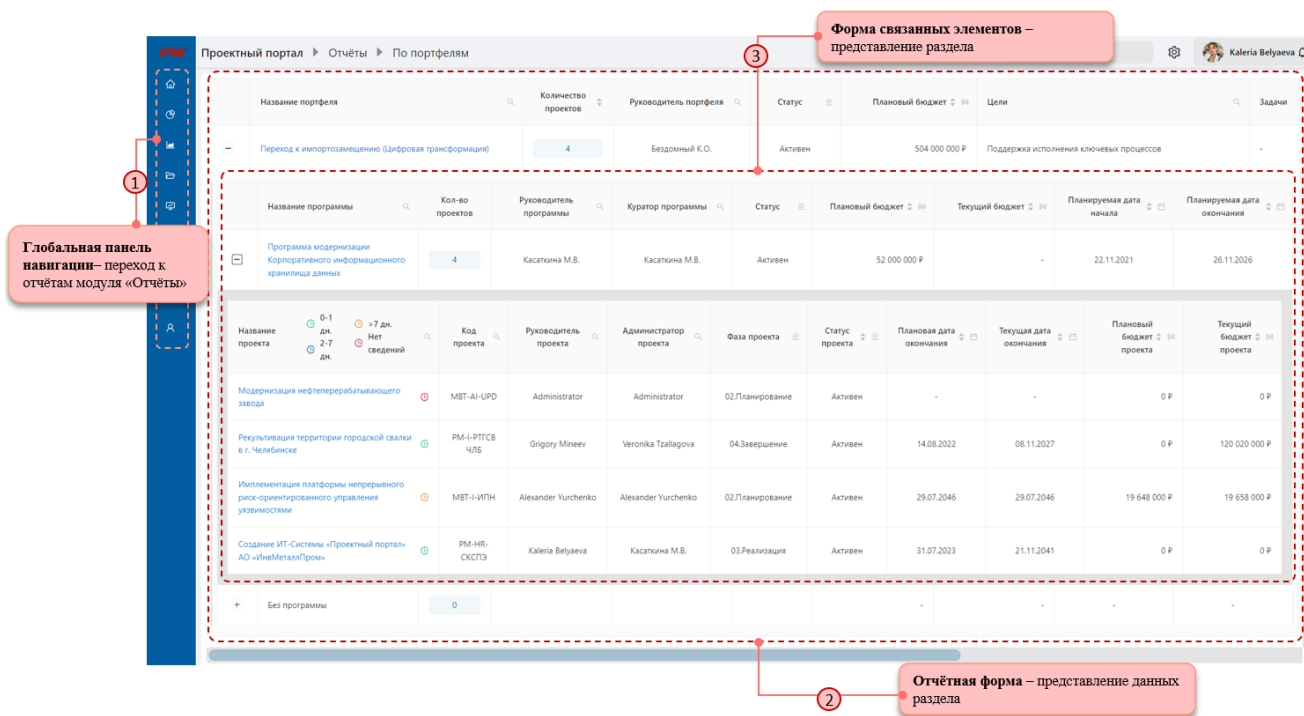 Форма связанных элементов –
представление раздела
3
PM
Проектный портал ▶ Отчёты ▶ По портфелям
Kaleria Belyaeva
Название портфеля
Количество
проектов
Руководитель портфеля
Статус
Плановый бюджет
Цели
Задачи
Переход к импортозамещению (Цифровая трансформация)
4
Бездомный К.О.
Активен
504 000 000 ₽
Поддержка исполнения ключевых процессов
-
1
Глобальная панель
навигации– переход к
отчётам модуля «Отчёты»
Название программы
Кол-во
проектов
Руководитель
программы
Куратор программы
Статус
Плановый бюджет
Текущий бюджет
Планируемая дата
начала
Планируемая дата
окончания
Программа модернизации
Корпоративного информационного
хранилища данных
4
Касаткина М.В.
Касаткина М.В.
Активен
52 000 000 ₽
-
22.11.2021
26.11.2026
Название
проекта
0-1
дн.
2-7
дн.
>7 дн.
Нет
сведений
Код
проекта
Руководитель
проекта
Администратор
проекта
Фаза проекта
Статус
проекта
Плановая дата
окончания
Текущая дата
окончания
Плановый
бюджет
проекта
Текущий
бюджет
проекта
Модернизация нефтеперерабатывающего
завода
MBT-AI-UPD
Administrator
Administrator
02.Планирование
Активен
-
-
0 ₽
0 ₽
Рекультивация территории городской свалки
в г. Челябинске
PM-I-РТГСВ
ЧЛБ
Grigory Mineev
Veronika Tzallagova
04.Завершение
Активен
14.08.2022
08.11.2027
0 ₽
120 020 000 ₽
Имплементация платформы непрерывного
риск-ориентированного управления
уязвимостями
МВТ-I-ИПН
Alexander Yurchenko
Alexander Yurchenko
02.Планирование
Активен
29.07.2046
29.07.2046
19 648 000 ₽
19 658 000 ₽
Создание ИТ-Системы «Проектный портал»
АО «ИнвМеталлПром»
PM-HR-
СКСПЭ
Kaleria Belyaeva
Касаткина М.В.
03.Реализация
Активен
31.07.2023
21.11.2041
0 ₽
0 ₽
Без программы
0
-
-
-
-
2
Отчётная форма – представление данных
раздела